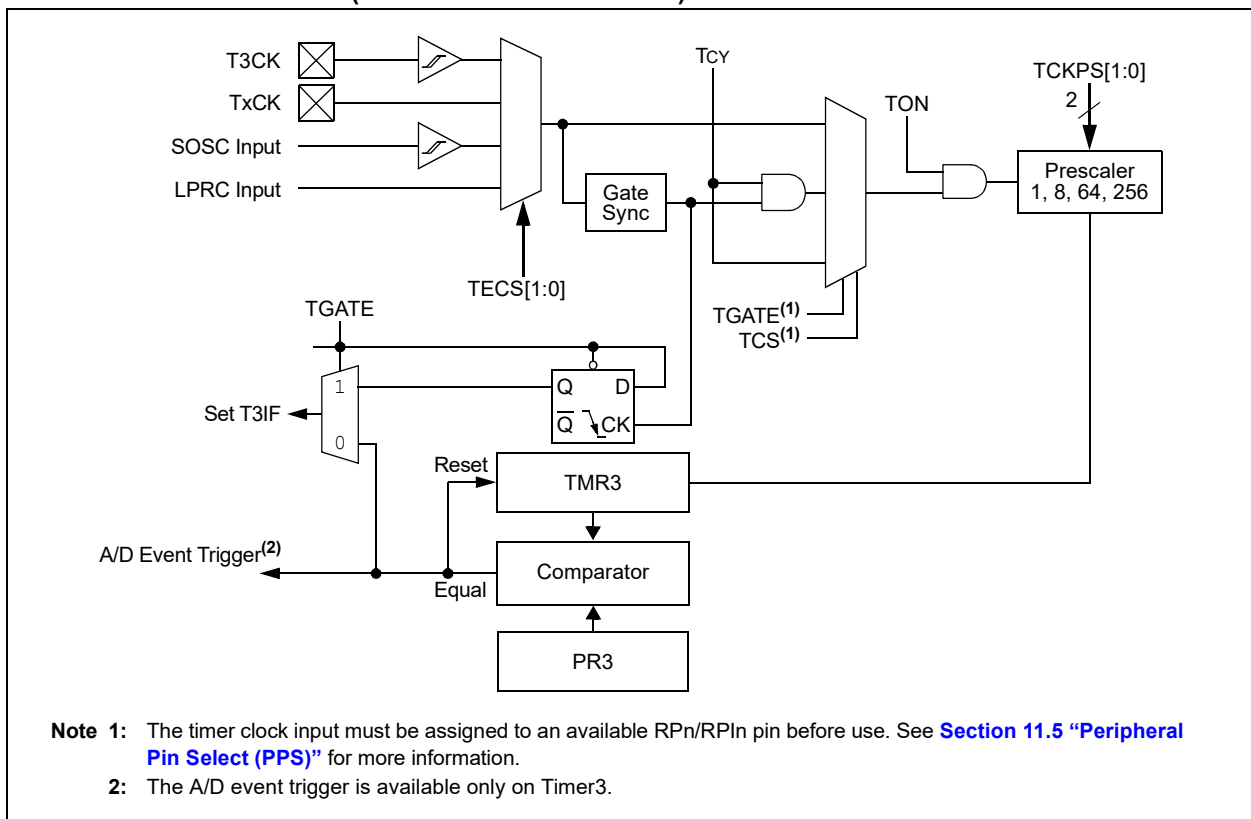 T3CK
TxCK
SOSC Input
LPRC Input
TECS[1:0]
Gate
Sync
TCY
TGATE(1)
TCS(1)
TON
TCKPS[1:0]
2
Prescaler
1, 8, 64, 256
TGATE
1
0
Set T3IF
Q D
Q CK
Reset
TMR3
A/D Event Trigger(2)
Equal
Comparator
PR3
Note 1: The timer clock input must be assigned to an available RPn/RPIn pin before use. See Section 11.5 “Peripheral
Pin Select (PPS)” for more information.
2: The A/D event trigger is available only on Timer3.